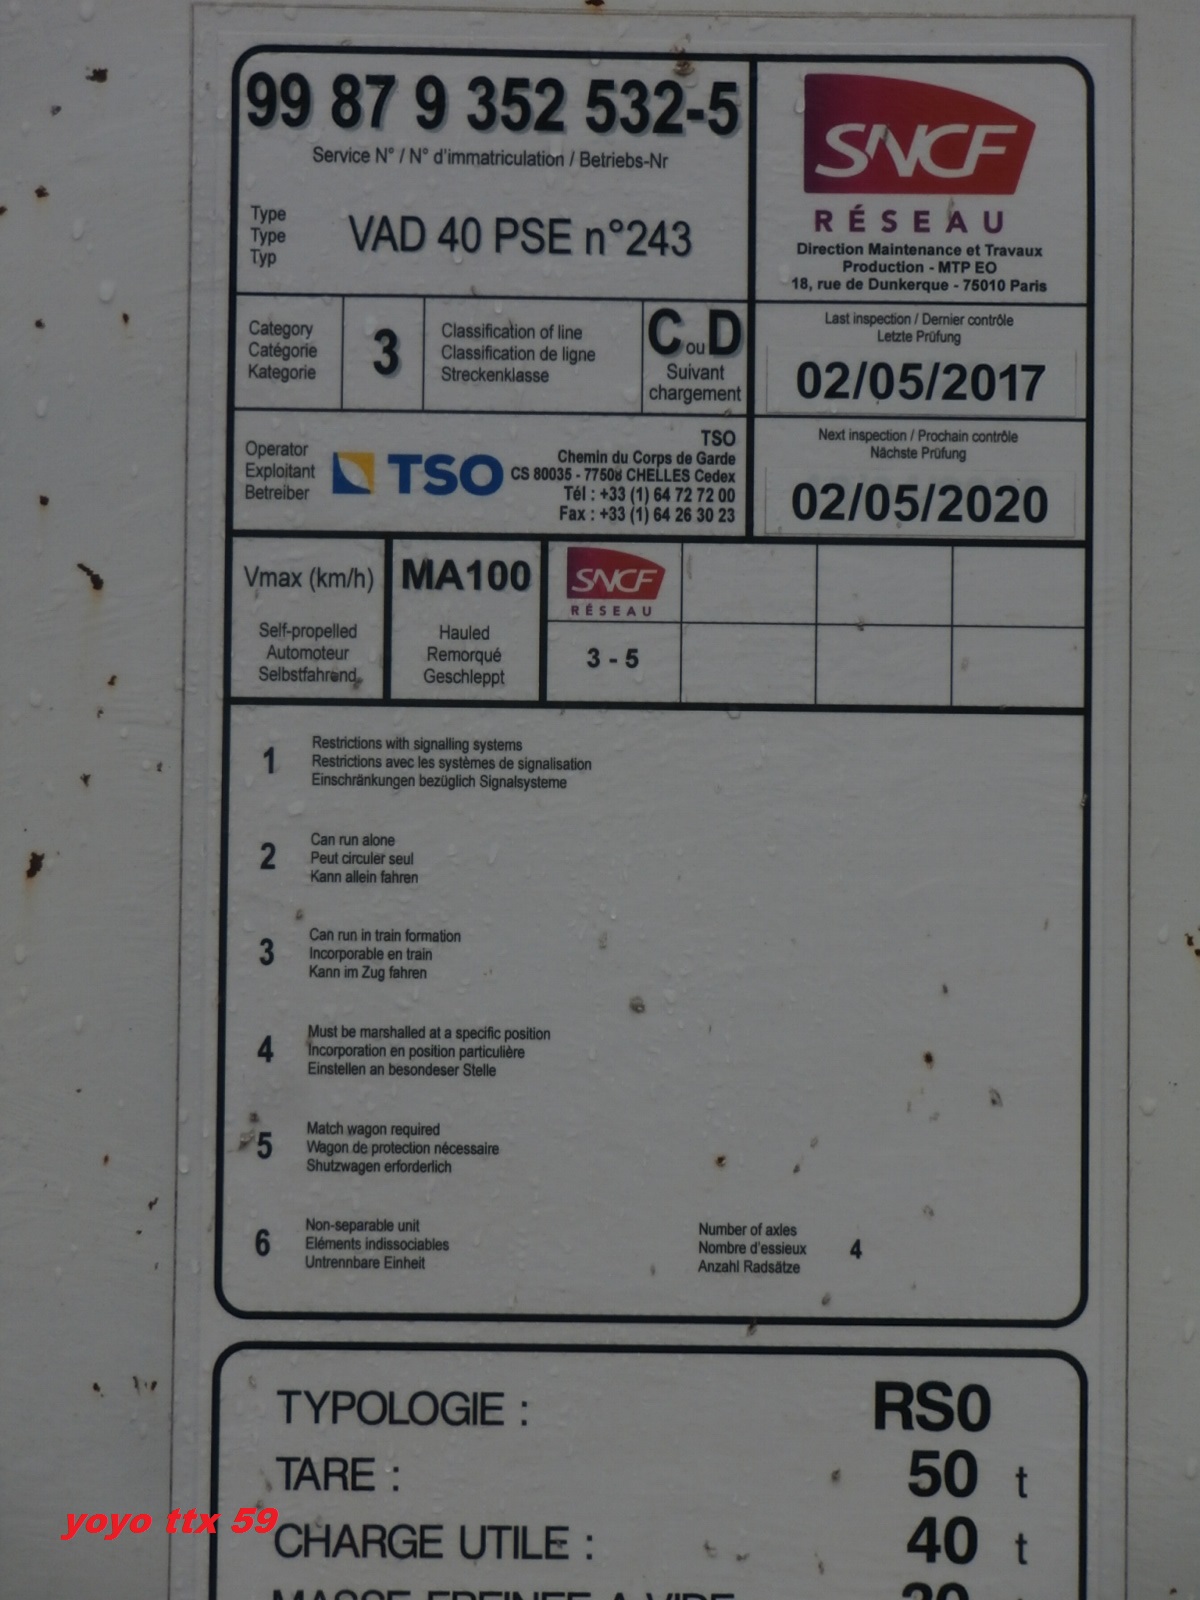 99 87 9 352 532-5
Service N° / N° d'immatriculation / Betriebs-Nr
Type
Type
Typ
VAD 40 PSE n°243
SNCF
RÉSEAU
Direction Maintenance et Travaux
Production - MTP EO
18, rue de Dunkerque - 75010 Paris
Category
Catégorie
Kategorie
3
Classification of line
Classification de ligne
Streckenklasse
C ou D
Suivant
chargement
Last inspection / Dernier contrôle
Letzte Prüfung
02/05/2017
Operator
Exploitant
Betreiber
TSO
TSO
Chemin du Corps de Garde
CS 80035 - 77508 CHELLES Cedex
Tél : +33 (1) 64 72 72 00
Fax : +33 (1) 64 26 30 23
Next inspection / Prochain contrôle
Nächste Prüfung
02/05/2020
Vmax (km/h)
Self-propelled
Automoteur
Selbstfahrend
MA100
Hauled
Remorqué
Geschleppt
SNCF
RÉSEAU
3 - 5
1
Restrictions with signalling systems
Restrictions avec les systèmes de signalisation
Einschränkungen bezüglich Signalsysteme
2
Can run alone
Peut circuler seul
Kann allein fahren
3
Can run in train formation
Incorporable en train
Kann im Zug fahren
4
Must be marshalled at a specific position
Incorporation en position particulière
Einstellen an besondeser Stelle
5
Match wagon required
Wagon de protection nécessaire
Shutzwagen erforderlich
6
Non-separable unit
Eléments indissociables
Untrennbare Einheit
Number of axles
Nombre d'essieux
Anzahl Radsätze
4
TYPOLOGIE : RS0
TARE : 50 t
yoyo ttx 59
CHARGE UTILE : 40 t
MASSE FREINEE A VIDE